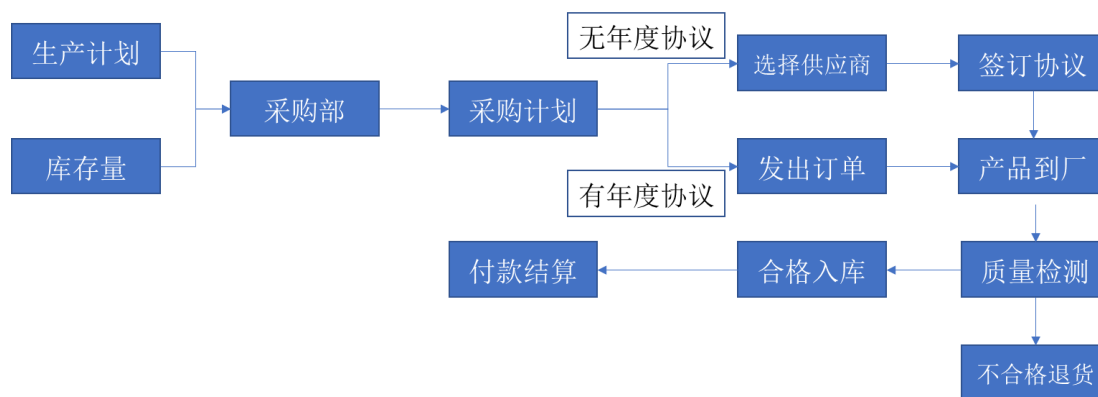 无年度协议
生产计划
选择供应商
签订协议
采购部
采购计划
库存量
发出订单
产品到厂
有年度协议
付款结算
合格入库
质量检测
不合格退货